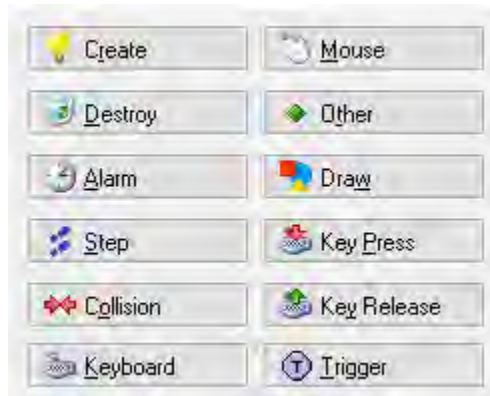 Create
Mouse
Destroy
Other
Alarm
Draw
Step
Key Press
Collision
Key Release
Keyboard
T Trigger